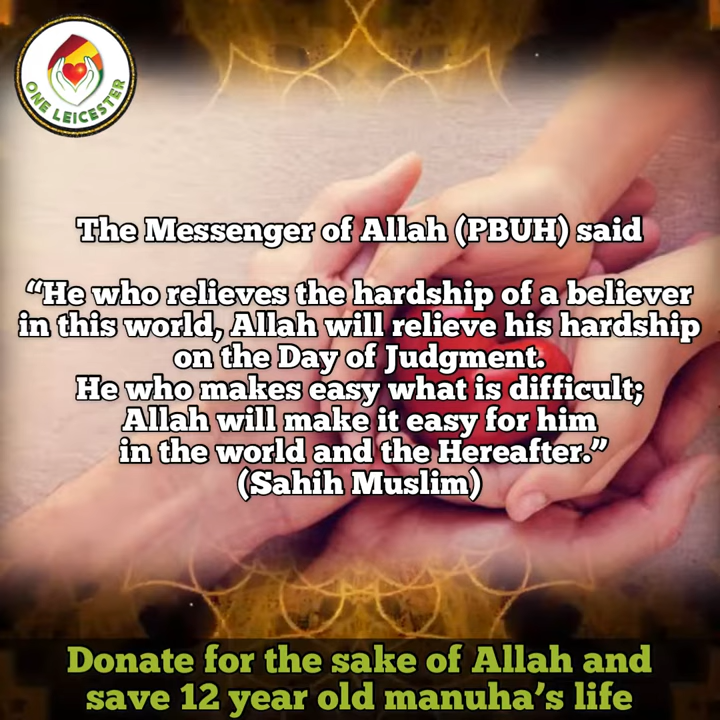 ONE LEICESTER
The Messenger of Allah (PBUH) said
“He who relieves the hardship of a believer
in this world, Allah will relieve his hardship
on the Day of Judgment.
He who makes easy what is difficult;
Allah will make it easy for him
in the world and the Hereafter.”
(Sahih Muslim)
Donate for the sake of Allah and
save 12 year old manuha’s life